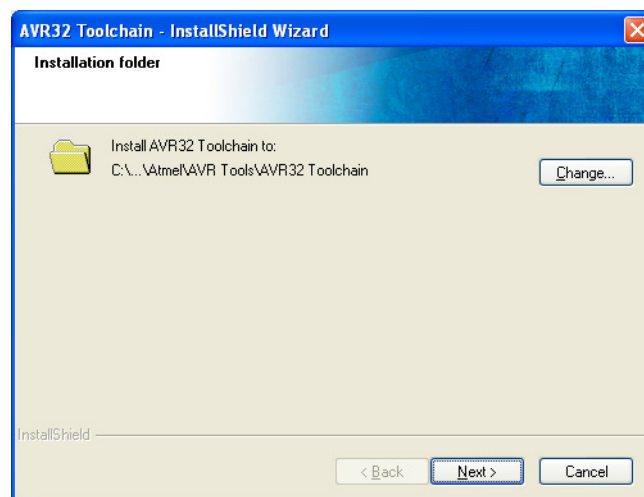 AVR32 Toolchain - InstallShield Wizard
Installation folder
Install AVR32 Toolchain to:
C:\...\Atmel\AVR Tools\AVR32 Toolchain
Change...
InstallShield
< Back
Next >
Cancel